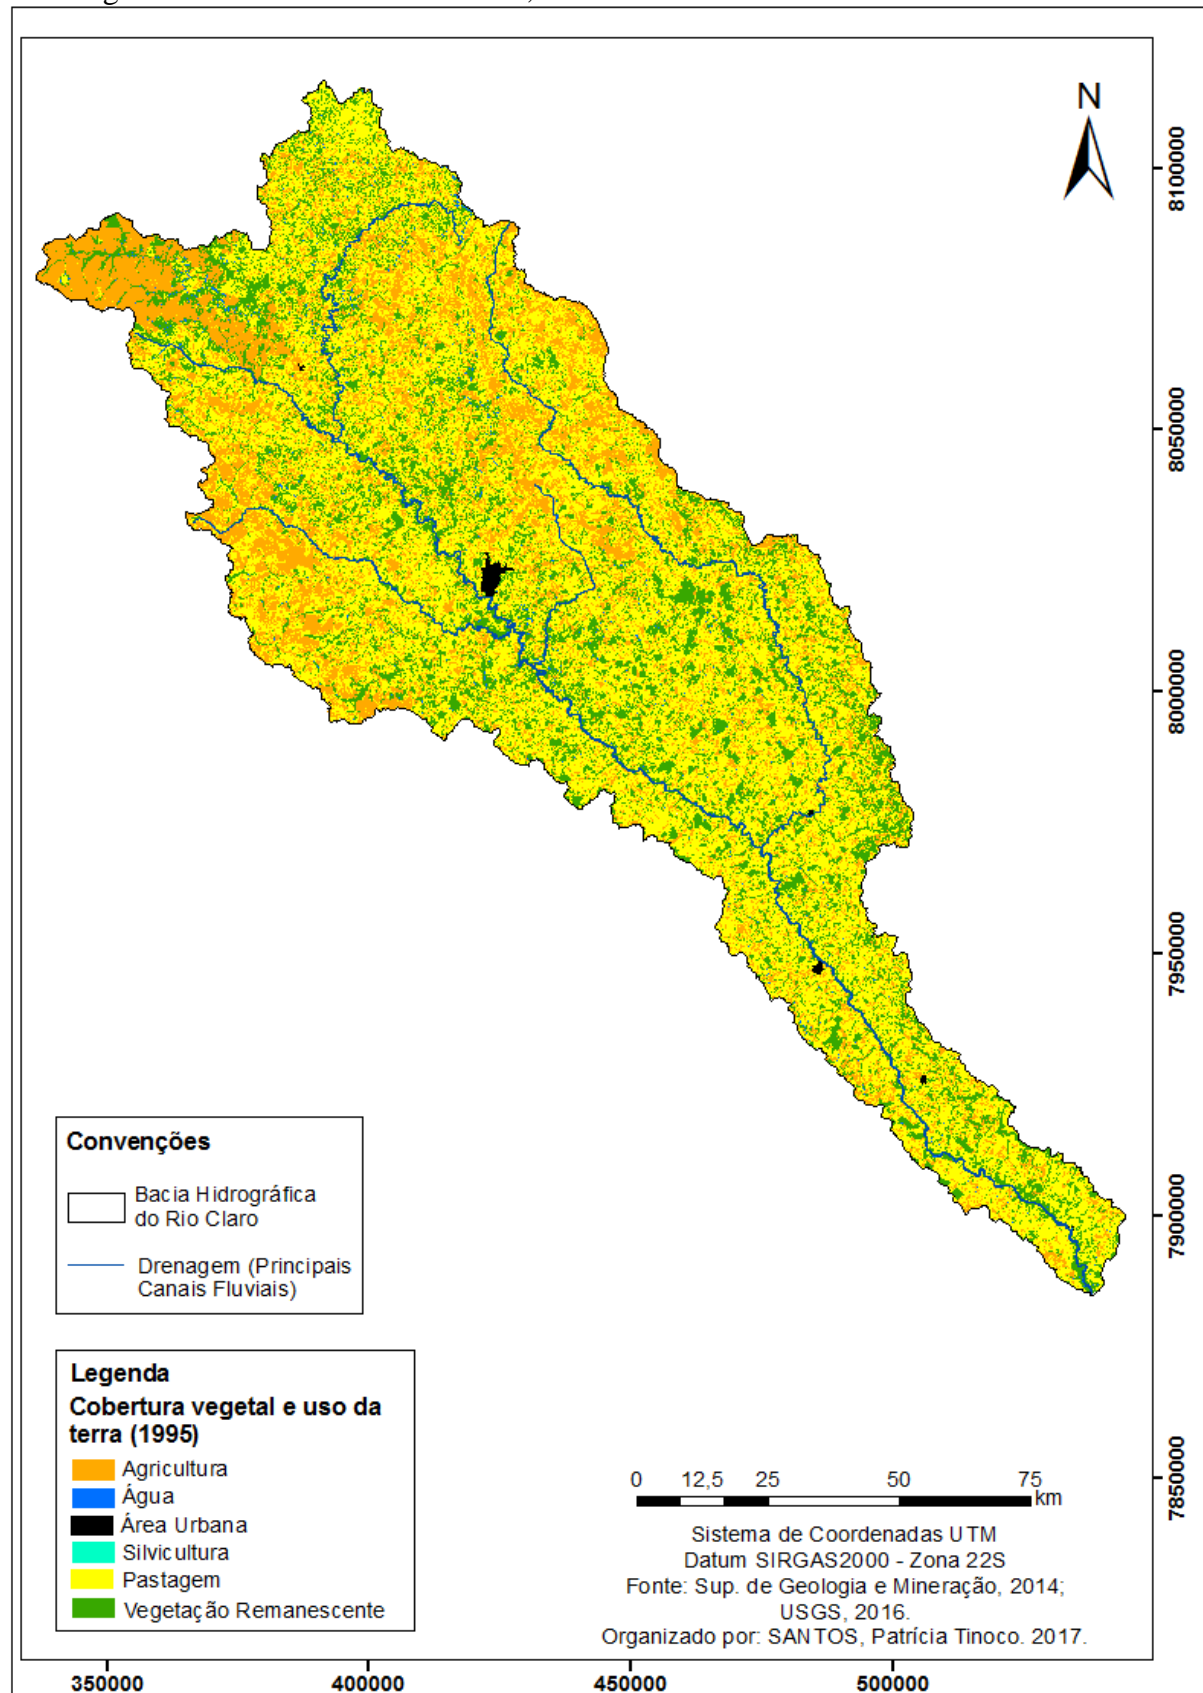 N
8100000
8050000
8000000
7950000
7900000
7850000
Convenções
Bacia Hidrográfica
do Rio Claro
Drenagem (Principais
Canais Fluviais)
Legenda
Cobertura vegetal e uso da
terra (1995)
Agricultura
Água
Área Urbana
Silvicultura
Pastagem
Vegetação Remanescente
0 12,5 25 50 75
km
Sistema de Coordenadas UTM
Datum SIRGAS2000 - Zona 22S
Fonte: Sup. de Geologia e Mineração, 2014;
USGS, 2016.
Organizado por: SANTOS, Patrícia Tinoco. 2017.
350000 400000 450000 500000